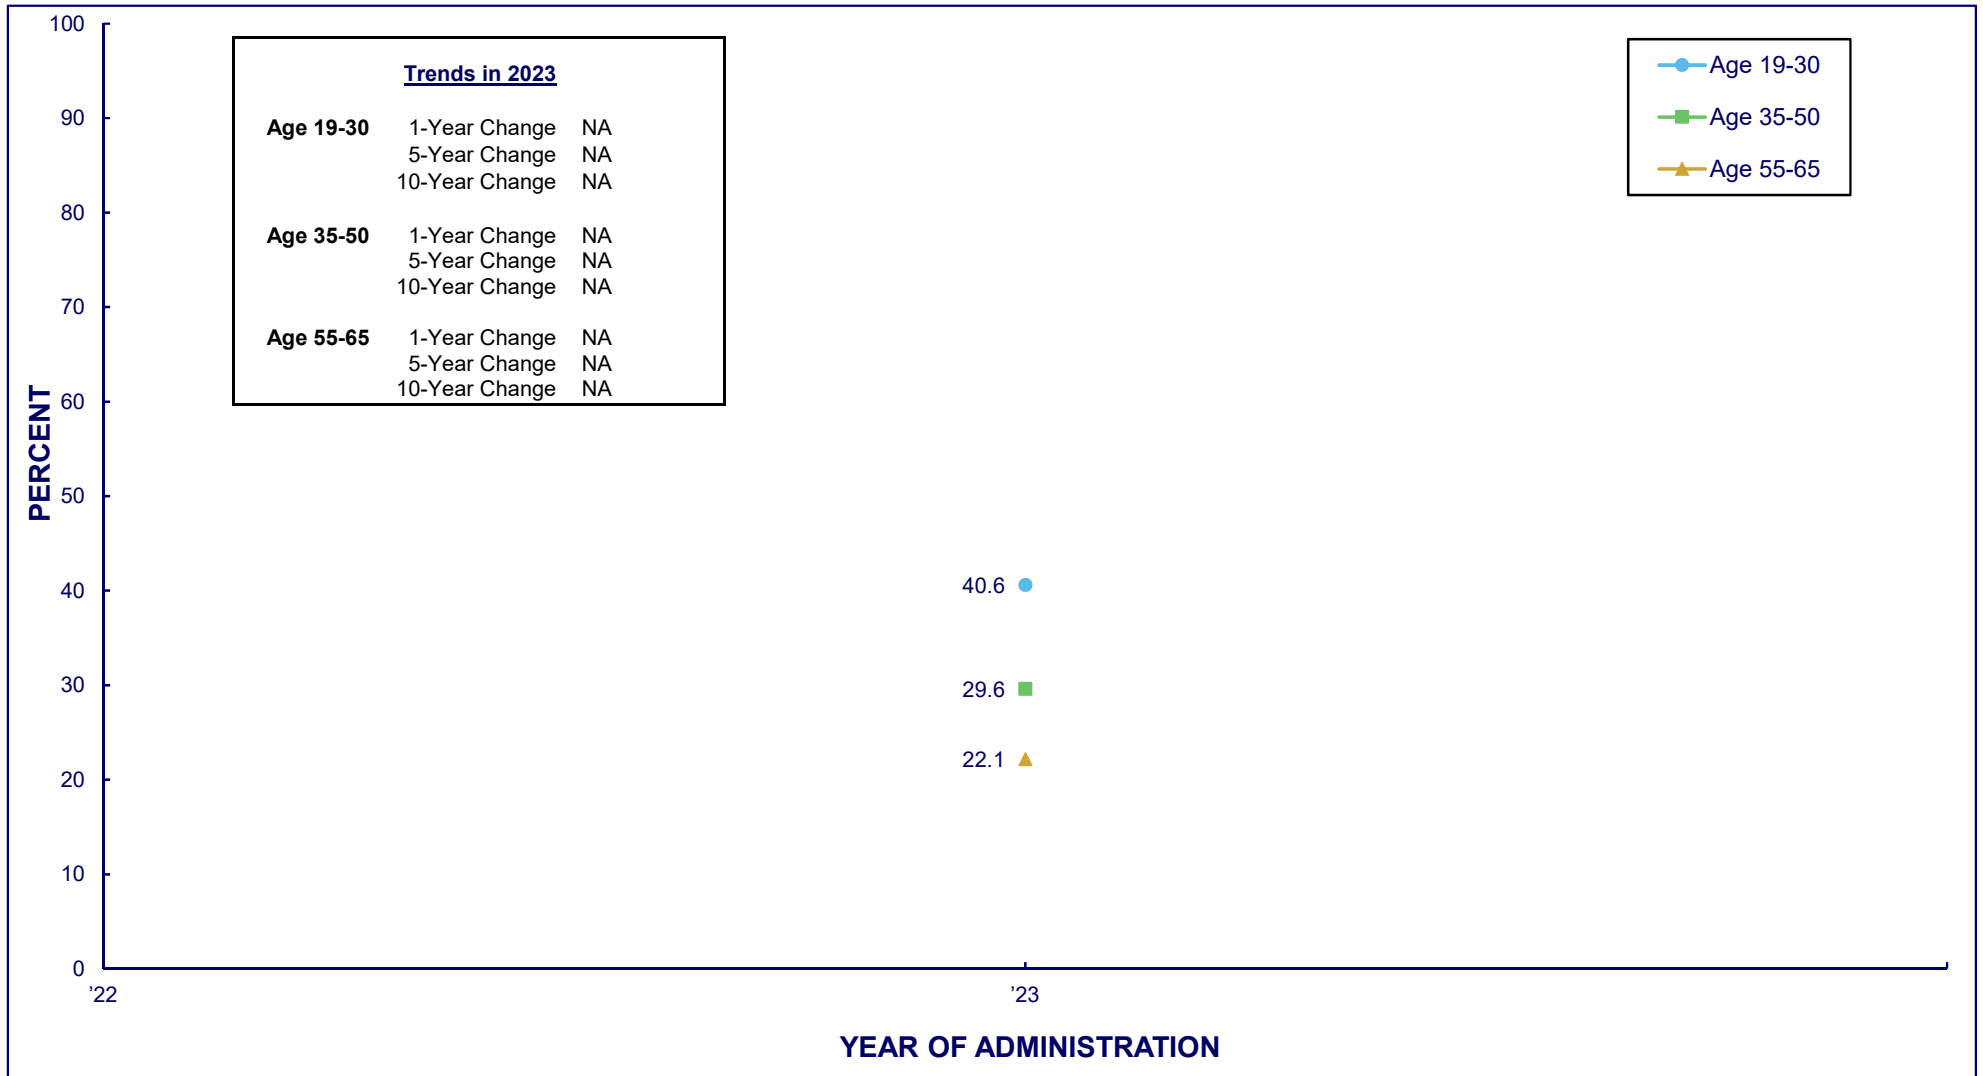 100
90
80
70
60
50
40
30
20
10
0
PERCENT
Trends in 2023
Age 19-30 1-Year Change NA
5-Year Change NA
10-Year Change NA
Age 35-50 1-Year Change NA
5-Year Change NA
10-Year Change NA
Age 55-65 1-Year Change NA
5-Year Change NA
10-Year Change NA
Age 19-30
Age 35-50
Age 55-65
40.6
29.6
22.1
’22 ’23
YEAR OF ADMINISTRATION